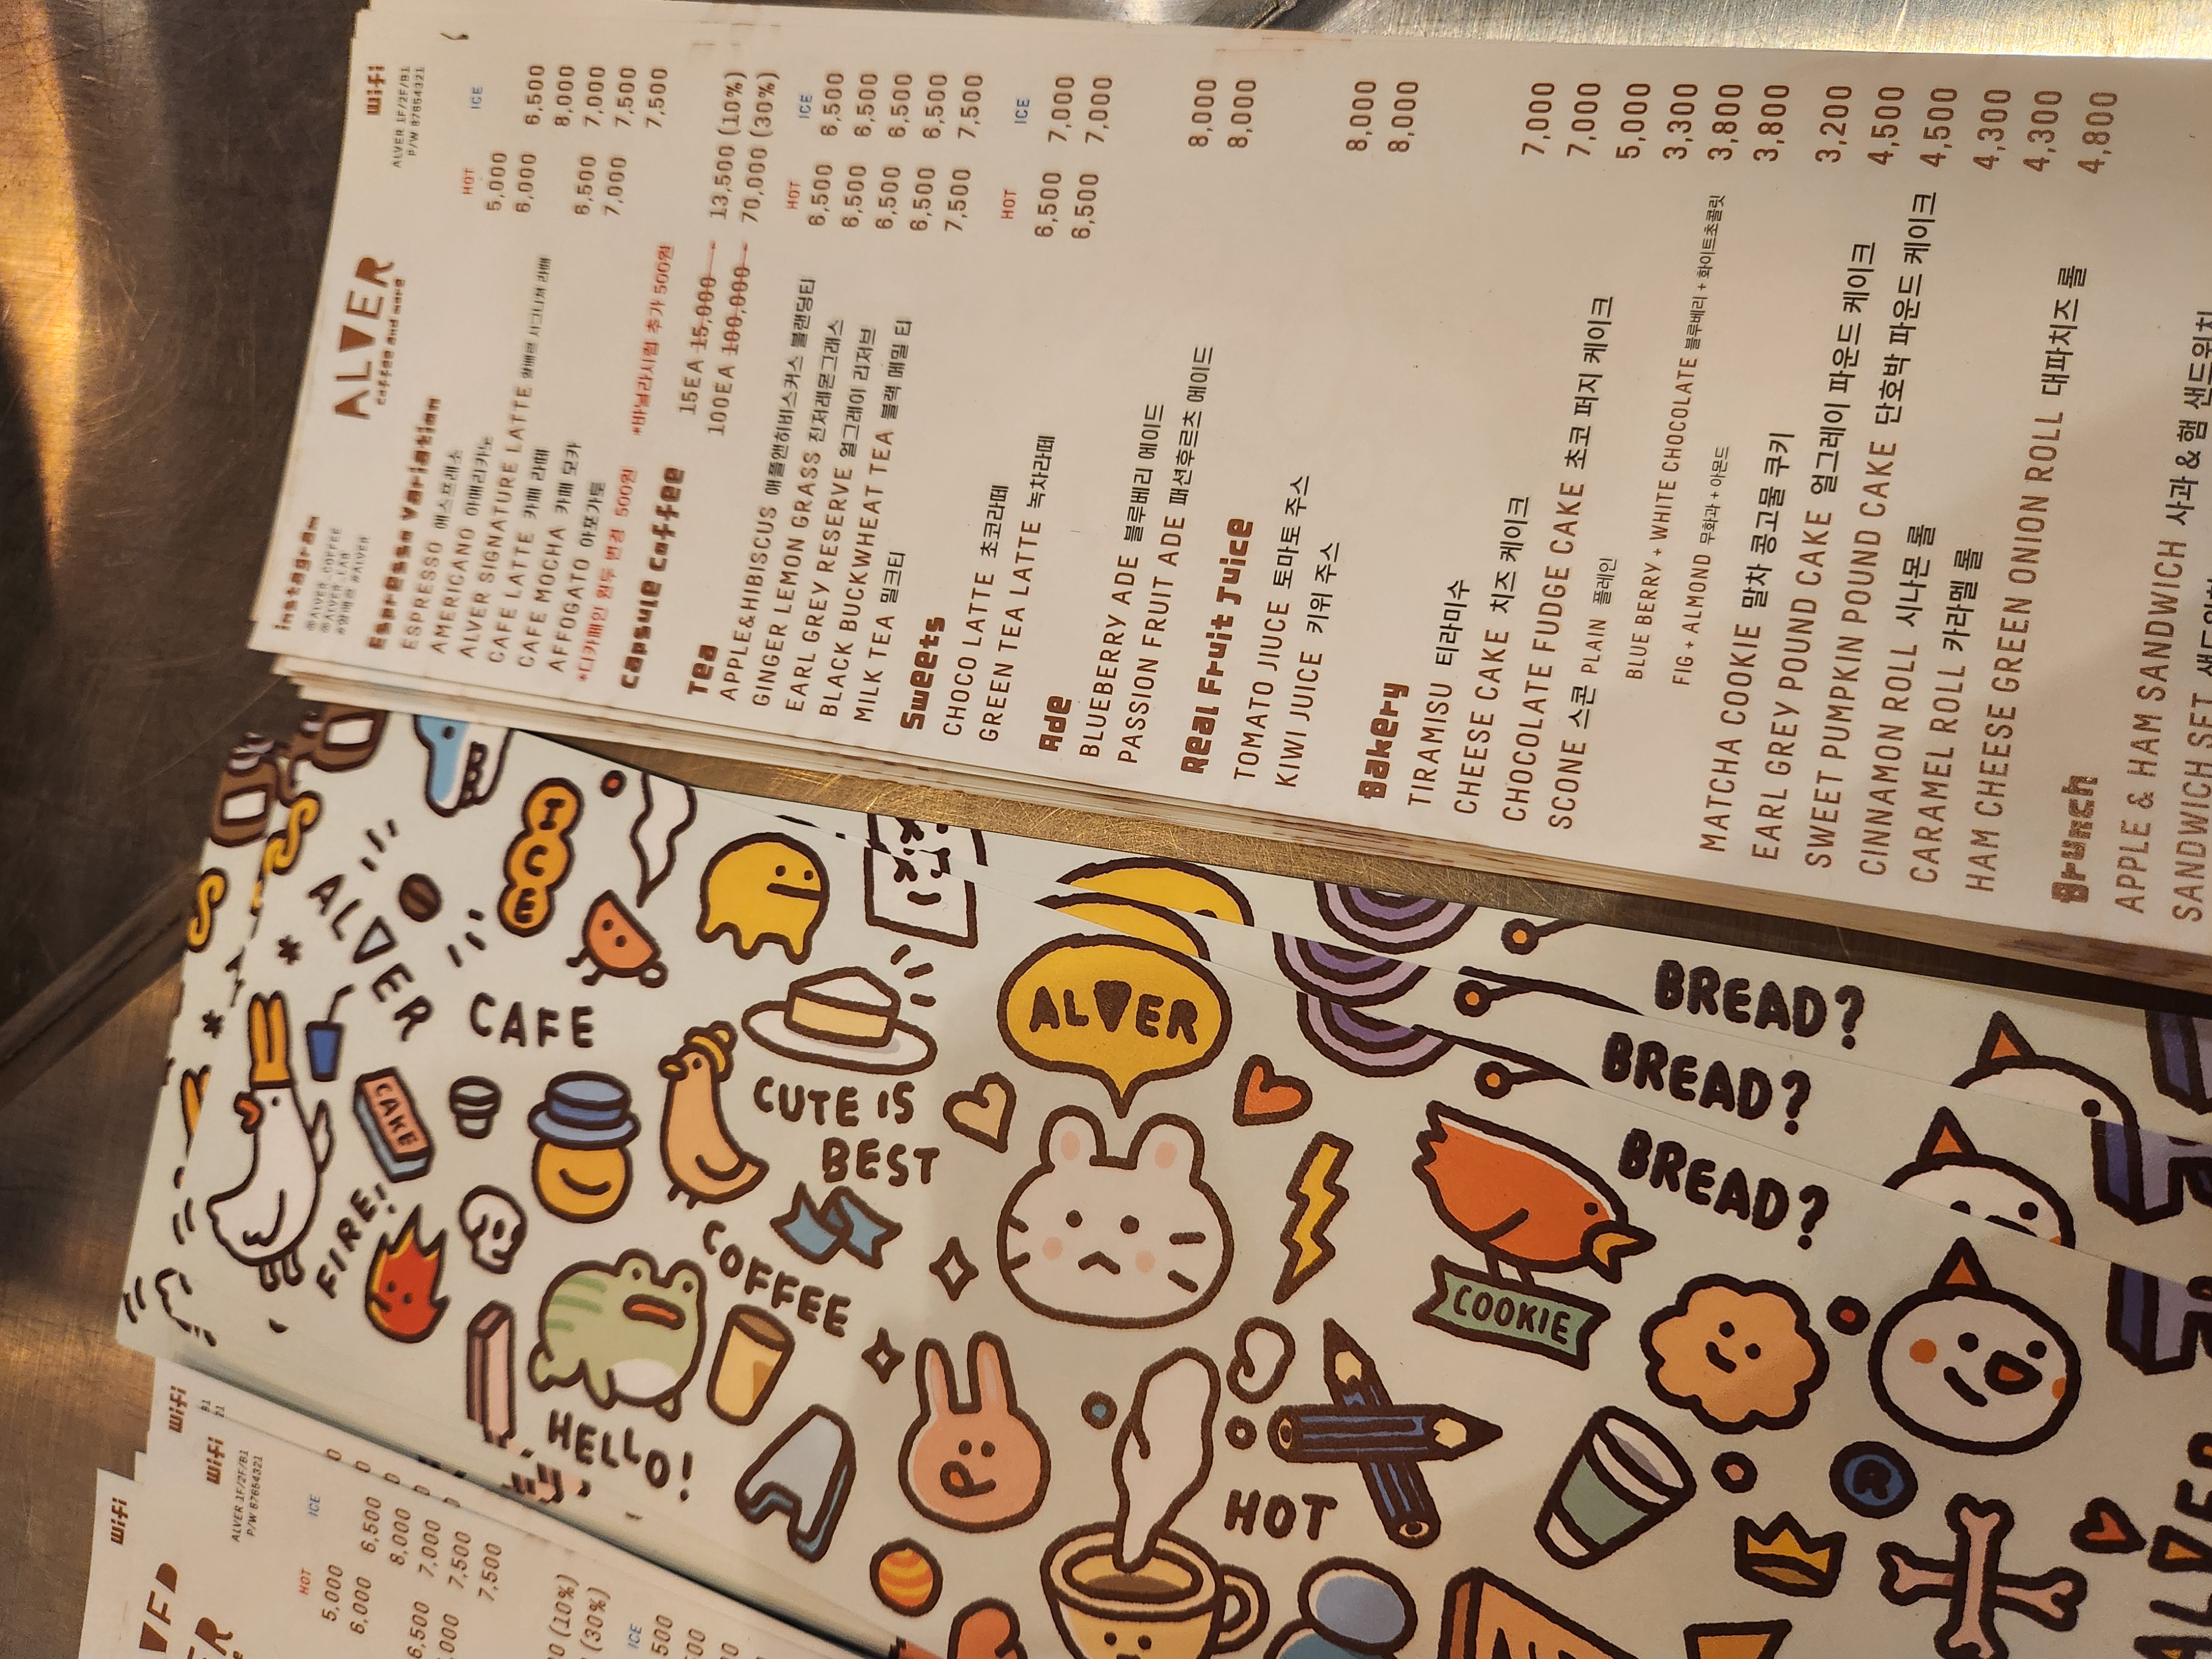 wifi
wifi
wifi
ALVER 1F/2F/B1
P/W 87654321
HOT ICE
5,000
6,000 6,500
8,000
6,500 7,000
7,500
7,500
(10%)
(30%)
ICE
FIRE!
CAKE
ALVER
CAFE
ICE
HELLO!
COFFEE
CUTE IS
BEST
ALVER
HOT
COOKIE
BREAD?
BREAD?
BREAD?
R
ALVER
instagram
@ALVER_COFFEE
@ALVER_LAB
#알베르 #ALVER
ALVER
coffee and more
wifi
ALVER 1F/2F/B1
P/W 87654321
Espresso Variation
HOT ICE
ESPRESSO 에스프레소 5,000
AMERICANO 아메리카노 6,000 6,500
ALVER SIGNATURE LATTE 알베르 시그니쳐 라떼 8,000
CAFE LATTE 카페 라떼 6,500 7,000
CAFE MOCHA 카페 모카 7,000 7,500
AFFOGATO 아포가토 7,500
*디카페인 원두 변경 500원 *바닐라시럽 추가 500원
Capsule Coffee
15EA 15,000 - 13,500 (10%)
100EA 100,000 - 70,000 (30%)
Tea
HOT ICE
APPLE&HIBISCUS 애플앤히비스커스 블랜딩티 6,500 6,500
GINGER LEMON GRASS 진저레몬그래스 6,500 6,500
EARL GREY RESERVE 얼그레이 리저브 6,500 6,500
BLACK BUCKWHEAT TEA 블랙 메밀 티 6,500 6,500
MILK TEA 밀크티 7,500 7,500
Sweets
HOT ICE
CHOCO LATTE 초코라떼 6,500 7,000
GREEN TEA LATTE 녹차라떼 6,500 7,000
Ade
BLUEBERRY ADE 블루베리 에이드 8,000
PASSION FRUIT ADE 패션후르츠 에이드 8,000
Real Fruit Juice
TOMATO JIUCE 토마토 주스 8,000
KIWI JUICE 키위 주스 8,000
Bakery
TIRAMISU 티라미수 7,000
CHEESE CAKE 치즈 케이크 7,000
CHOCOLATE FUDGE CAKE 초코 퍼지 케이크 5,000
SCONE 스콘 PLAIN 플레인 3,300
BLUE BERRY + WHITE CHOCOLATE 블루베리 + 화이트초콜릿 3,800
FIG + ALMOND 무화과 + 아몬드 3,800
MATCHA COOKIE 말차 콩고물 쿠키 3,200
EARL GREY POUND CAKE 얼그레이 파운드 케이크 4,500
SWEET PUMPKIN POUND CAKE 단호박 파운드 케이크 4,500
CINNAMON ROLL 시나몬 롤 4,300
CARAMEL ROLL 카라멜 롤 4,300
HAM CHEESE GREEN ONION ROLL 대파치즈 롤 4,800
Brunch
APPLE & HAM SANDWICH 사과 & 햄 샌드위치
SANDWICH SET